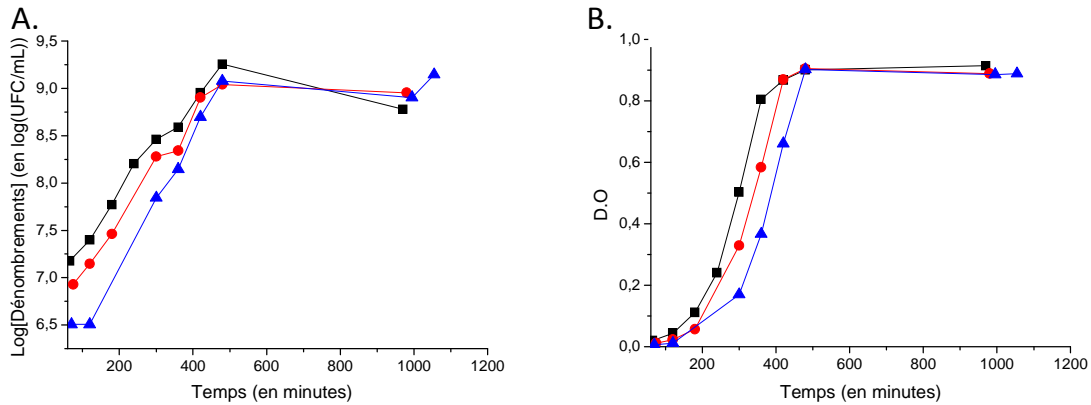 A.
Log[Dénombrements] (en log(UFC/mL))
9,5
9,0
8,5
8,0
7,5
7,0
6,5
200 400 600 800 1000 1200
Temps (en minutes)
B.
D.O
1,0
0,8
0,6
0,4
0,2
0,0
200 400 600 800 1000 1200
Temps (en minutes)